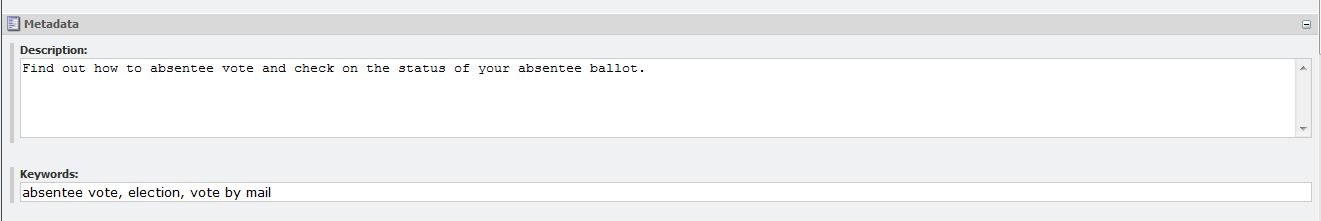 Metadata
Description:
Find out how to absentee vote and check on the status of your absentee ballot.
Keywords:
absentee vote, election, vote by mail